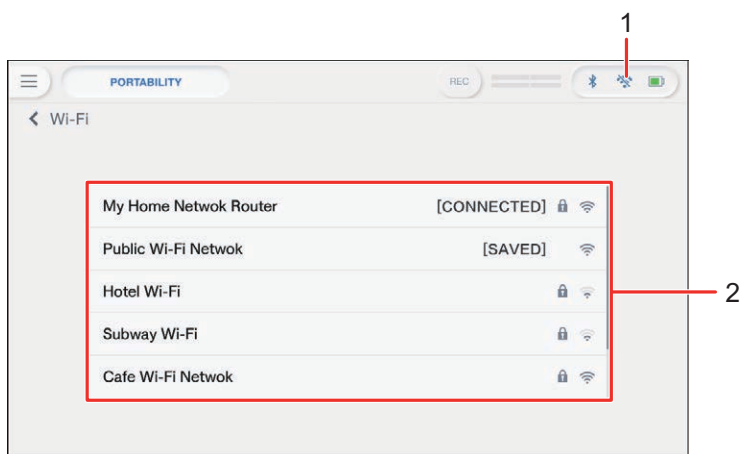 1
PORTABILITY
REC
Wi-Fi
My Home Netwok Router [CONNECTED]
Public Wi-Fi Netwok [SAVED]
Hotel Wi-Fi
2
Subway Wi-Fi
Cafe Wi-Fi Netwok